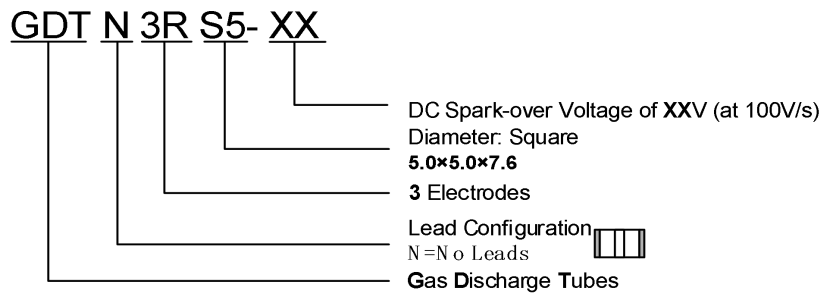 GDT N 3R S5- XX
DC Spark-over Voltage of XXV (at 100V/s)
Diameter: Square
5.0×5.0×7.6
3 Electrodes
Lead Configuration
N=No Leads
Gas Discharge Tubes